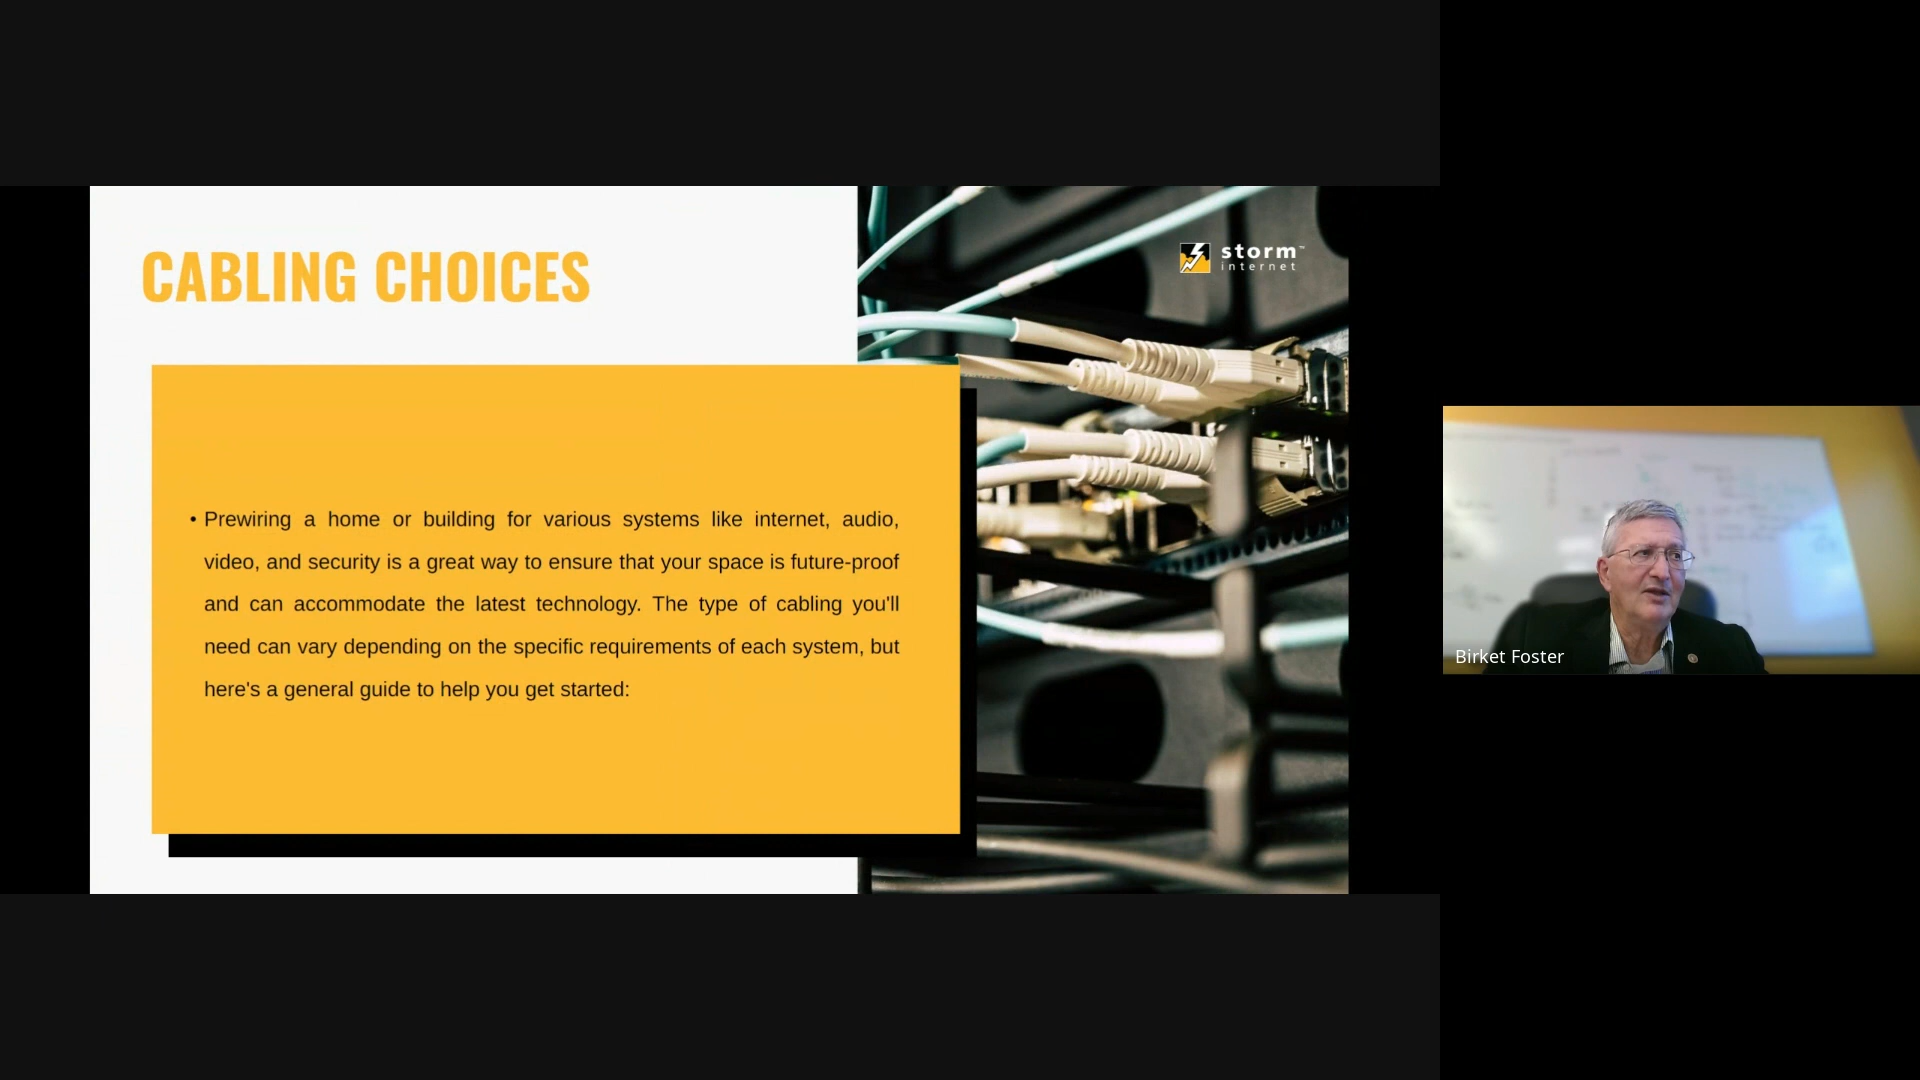 CABLING CHOICES
storm™
internet
• Prewiring a home or building for various systems like internet, audio,
video, and security is a great way to ensure that your space is future-proof
and can accommodate the latest technology. The type of cabling you'll
need can vary depending on the specific requirements of each system, but
here's a general guide to help you get started:
Birket Foster